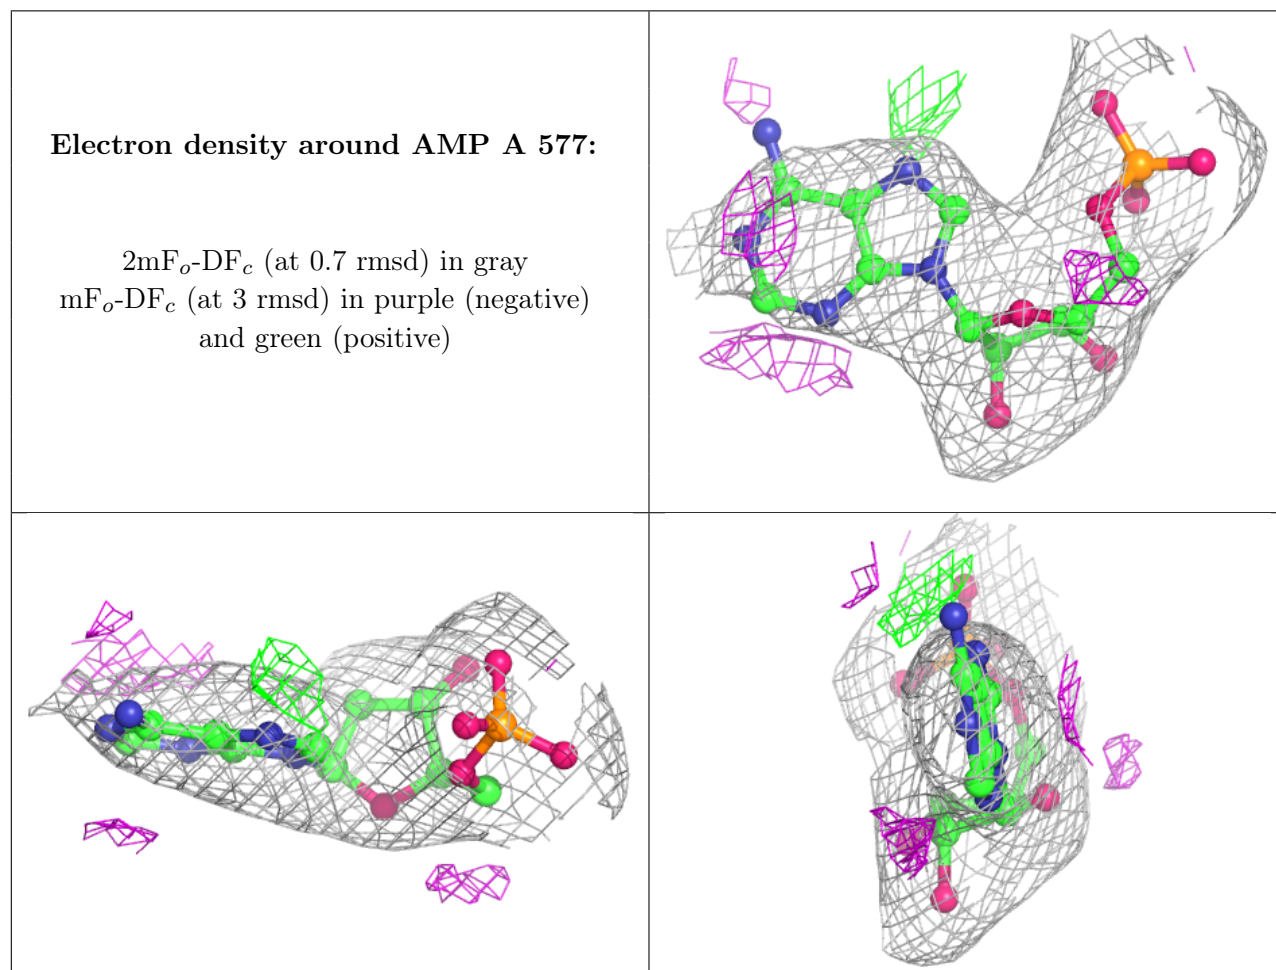 Electron density around AMP A 577:
2mFo-DFc (at 0.7 rmsd) in gray
mFo-DFc (at 3 rmsd) in purple (negative)
and green (positive)